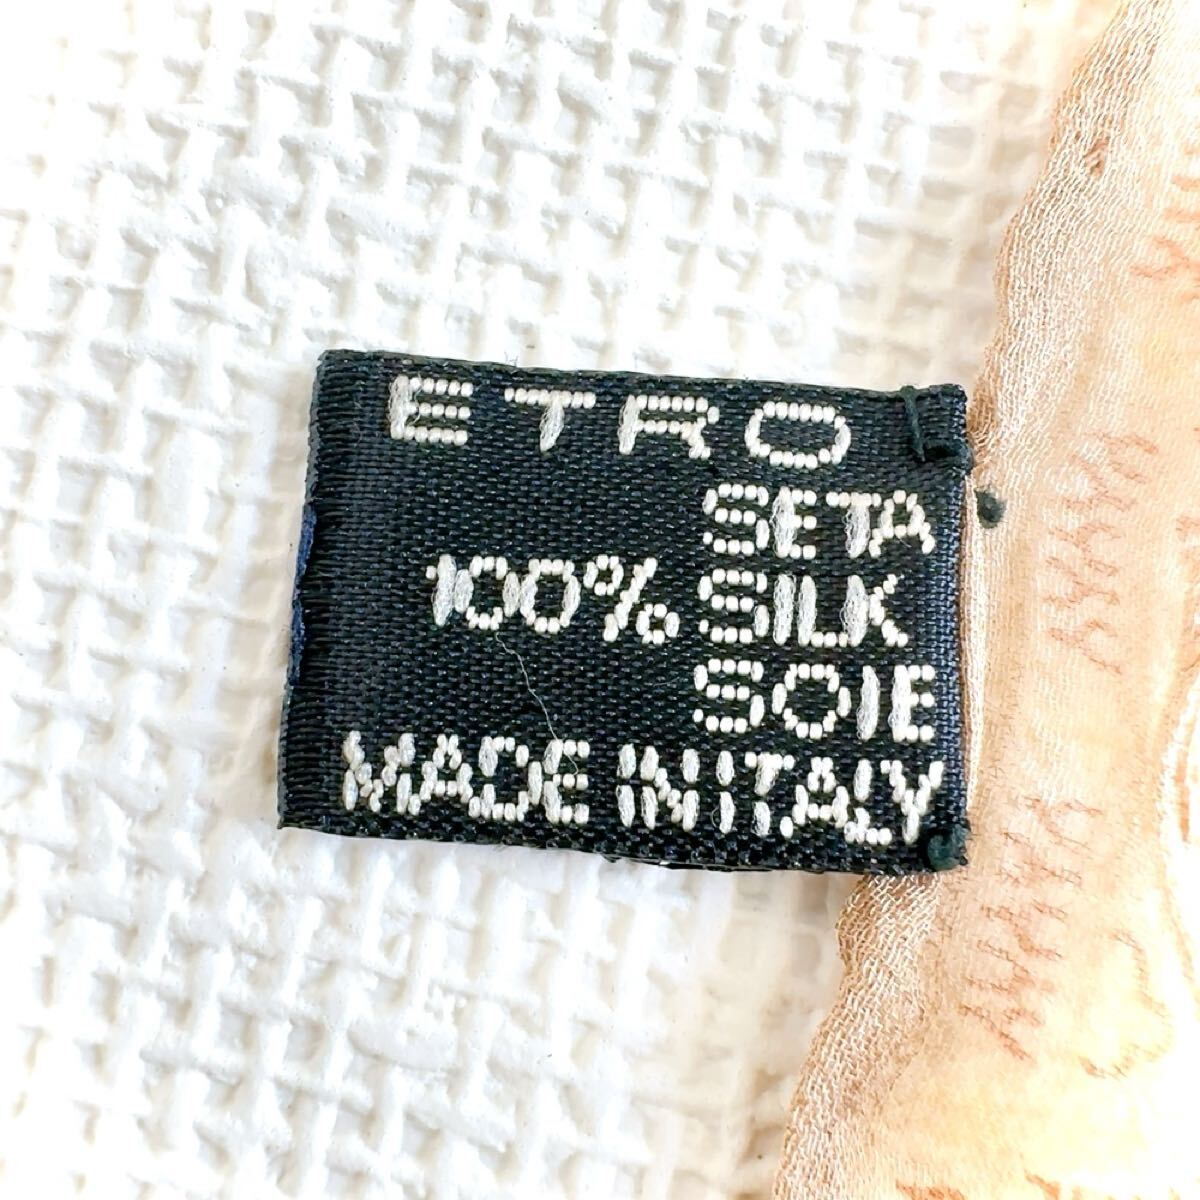 ETRO
SETA
100% SILK
SOIE
MADE IN ITALY